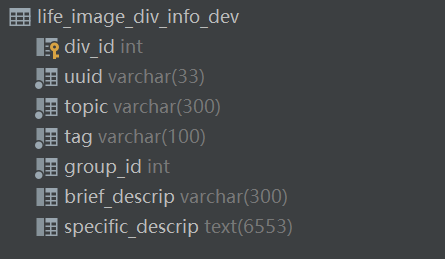 life_image_div_info_dev
div_id int
uuid varchar(33)
topic varchar(300)
tag varchar(100)
group_id int
brief_descrip varchar(300)
specific_descrip text(6553)